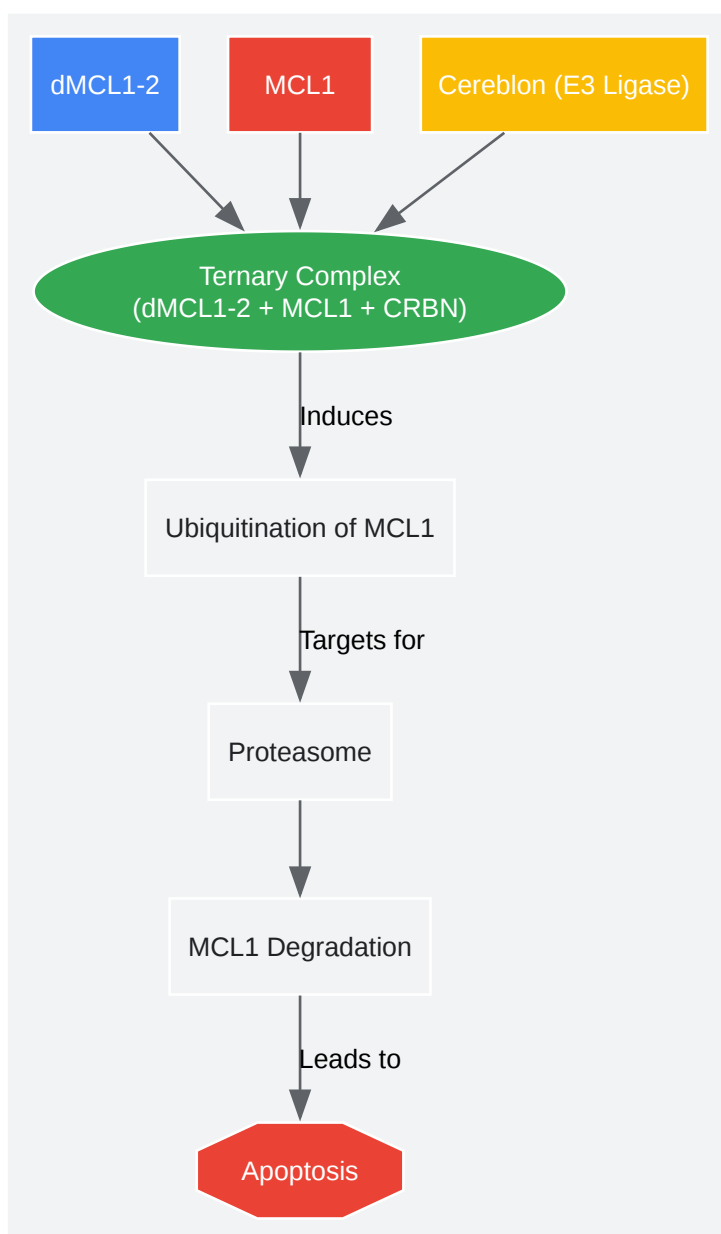 dMCL1-2
MCL1
Cereblon (E3 Ligase)
Ternary Complex
(dMCL1-2 + MCL1 + CRBN)
Induces
Ubiquitination of MCL1
Targets for
Proteasome
MCL1 Degradation
Leads to
Apoptosis